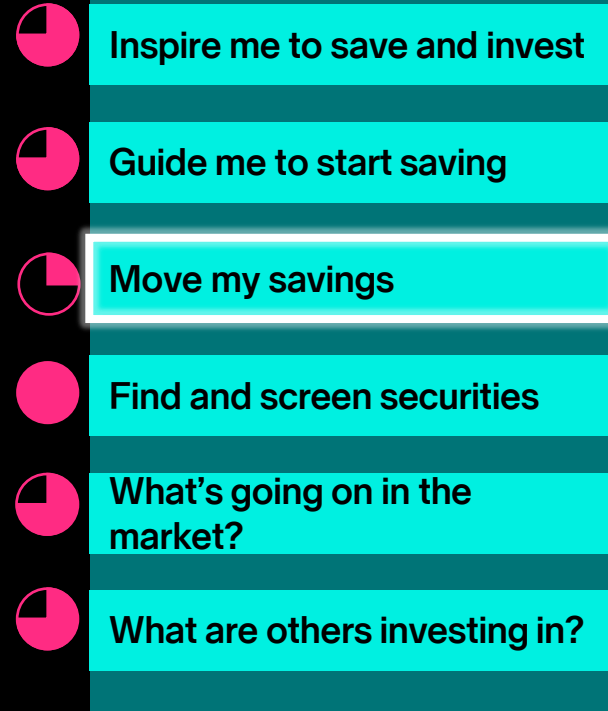 Inspire me to save and invest
Guide me to start saving
Move my savings
Find and screen securities
What’s going on in the
market?
What are others investing in?